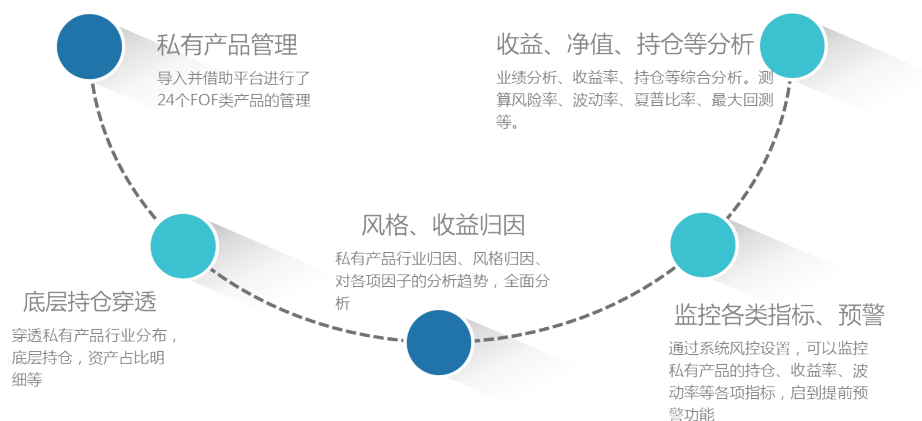 私有产品管理
导入并借助平台进行了
24个FOF类产品的管理
收益、净值、持仓等分析
业绩分析、收益率、持仓等综合分析。测
算风险率、波动率、夏普比率、最大回测
等。
风格、收益归因
私有产品行业归因、风格归因、
对各项因子的分析趋势，全面分
析
底层持仓穿透
穿透私有产品行业分布，
底层持仓，资产占比明
细等
监控各类指标、预警
通过系统风控设置，可以监控
私有产品的持仓、收益率、波
动率等各项指标，启到提前预
警功能